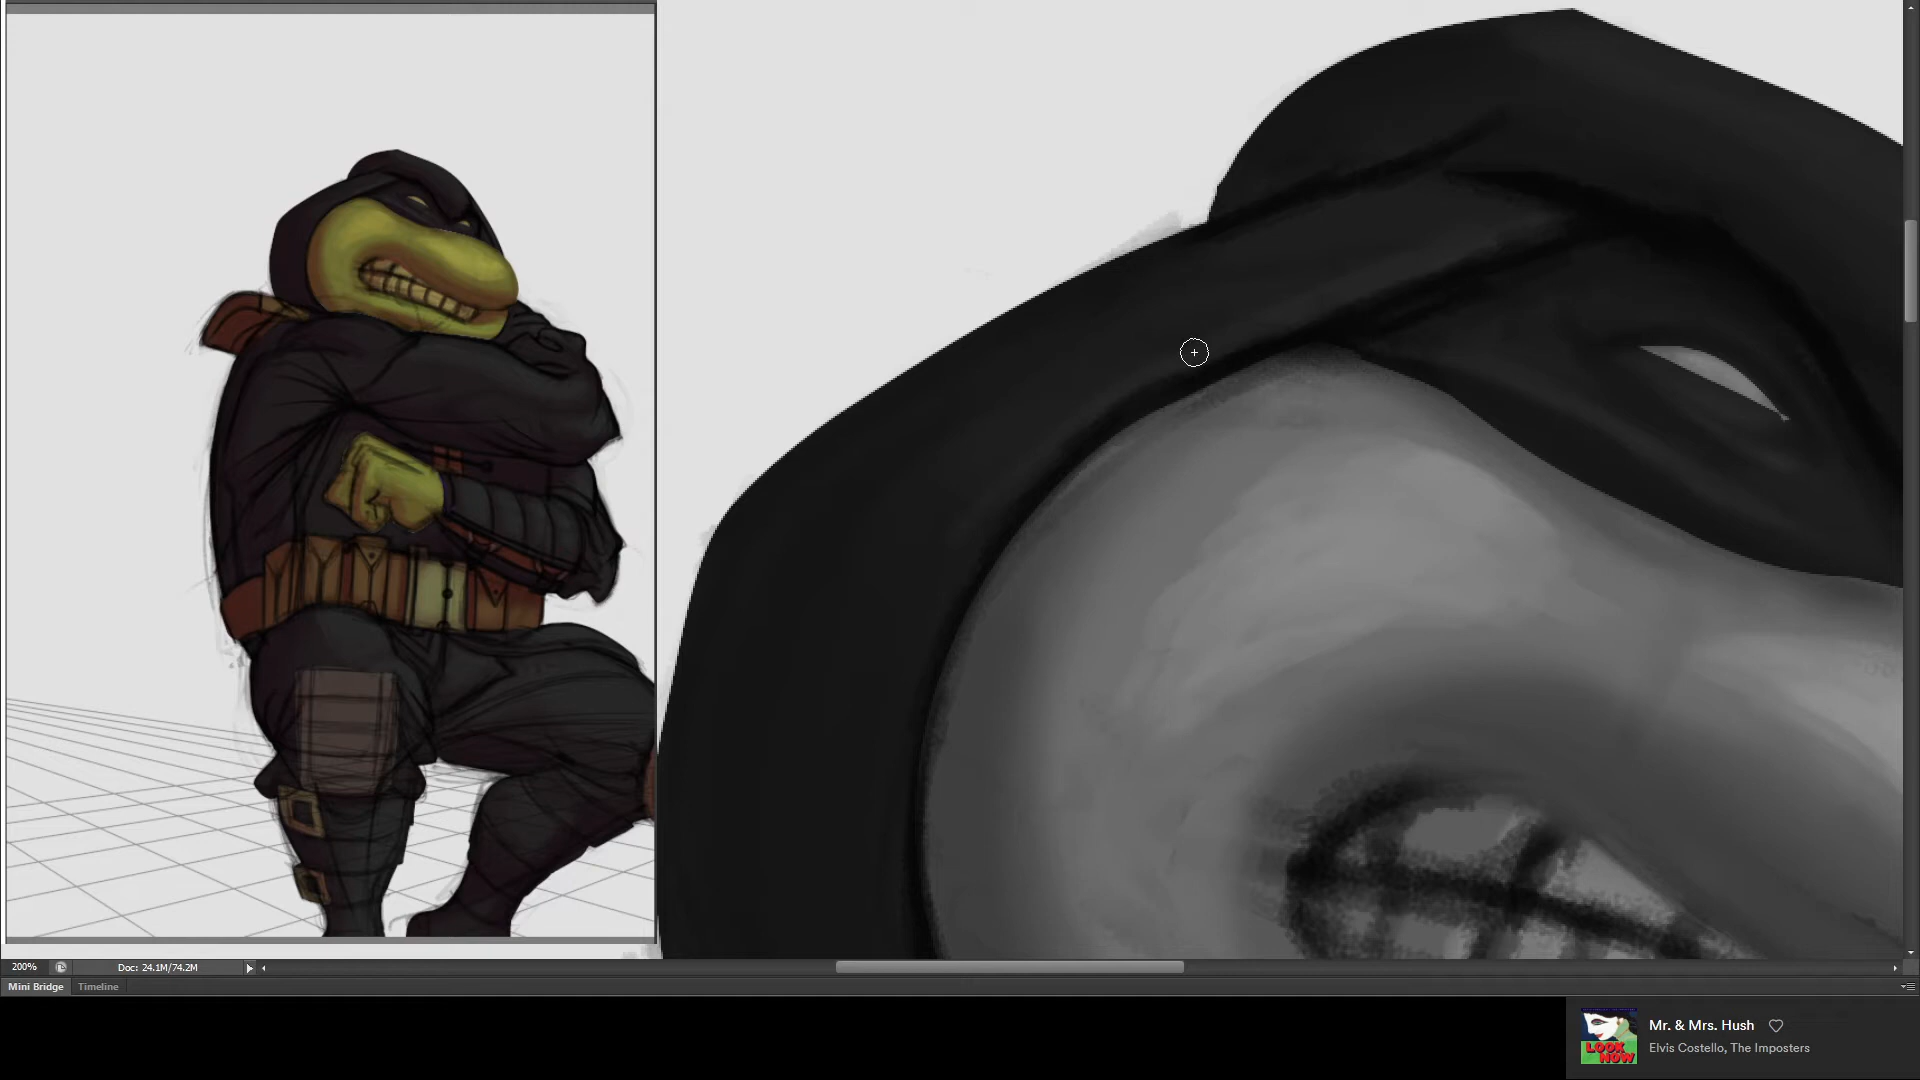 200%
Doc: 24.1M/74.2M
Mini Bridge
Timeline
LOOK
NOW
Mr. & Mrs. Hush
Elvis Costello, The Imposters